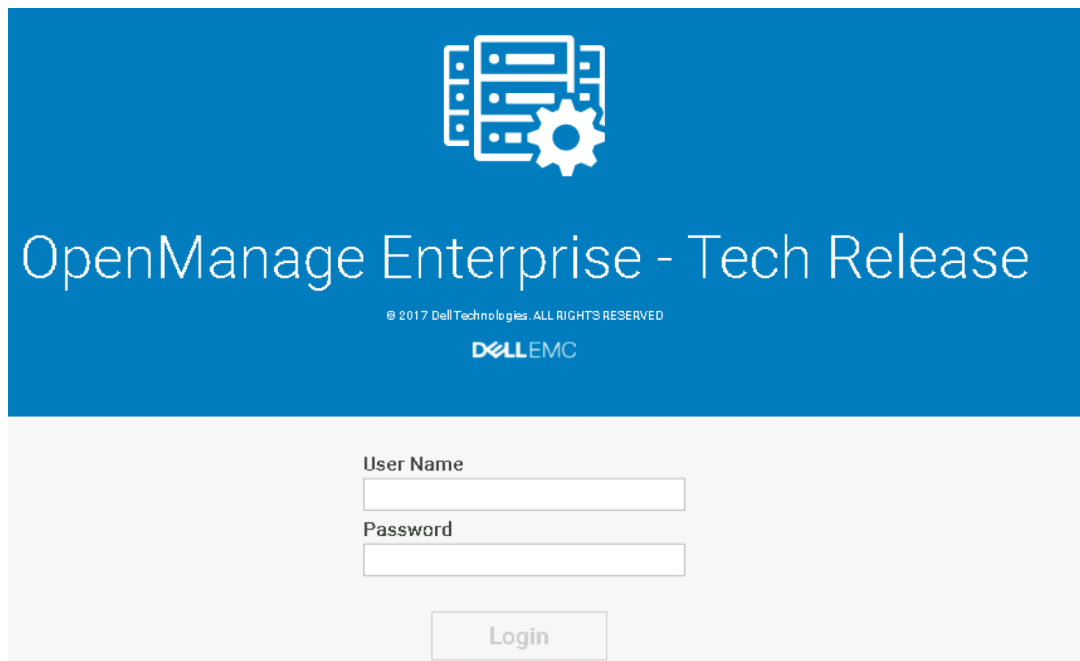 OpenManage Enterprise - Tech Release
© 2017 Dell Technologies. ALL RIGHTS RESERVED
DELLEMC
User Name
Password
Login